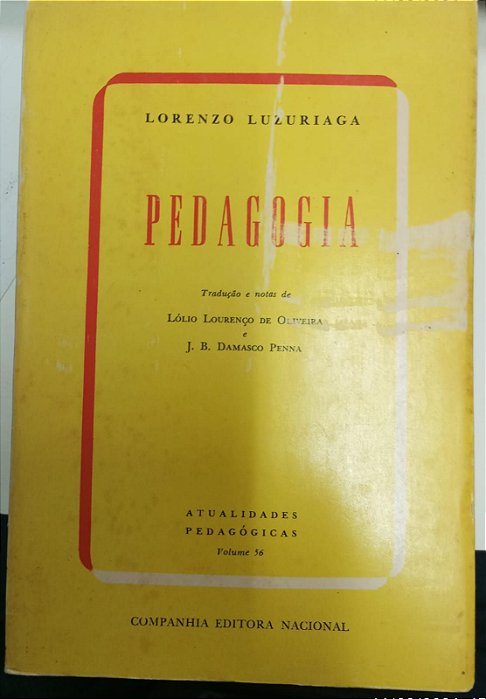 LORENZO LUZURIAGA
PEDAGOGIA
Tradução e notas de
LÓLIO LOURENÇO DE OLIVEIRA
e
J. B. DAMASCO PENNA
ATUALIDADES
PEDAGÓGICAS
Volume 56
COMPANHIA EDITORA NACIONAL